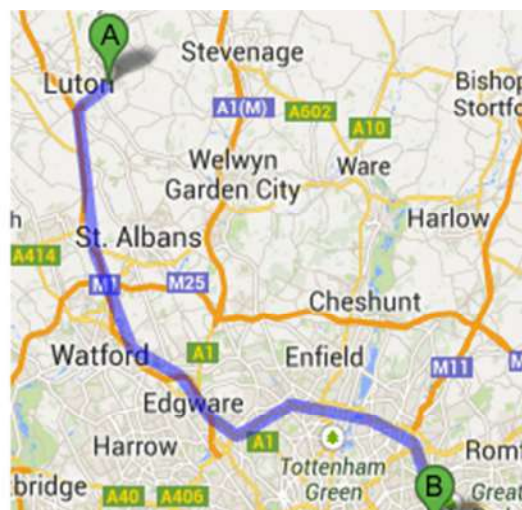 A
Stevenage
Luton
Bishop
Stortfo
A1(M)
A602
A10
Welwyn
Garden City
Ware
Harlow
h
St. Albans
A414
M1
M25
Cheshunt
Watford
A1
Enfield
M11
M
Edgware
Harrow
A1
Tottenham
Green
Romf
bridge
A40
A406
B
Great